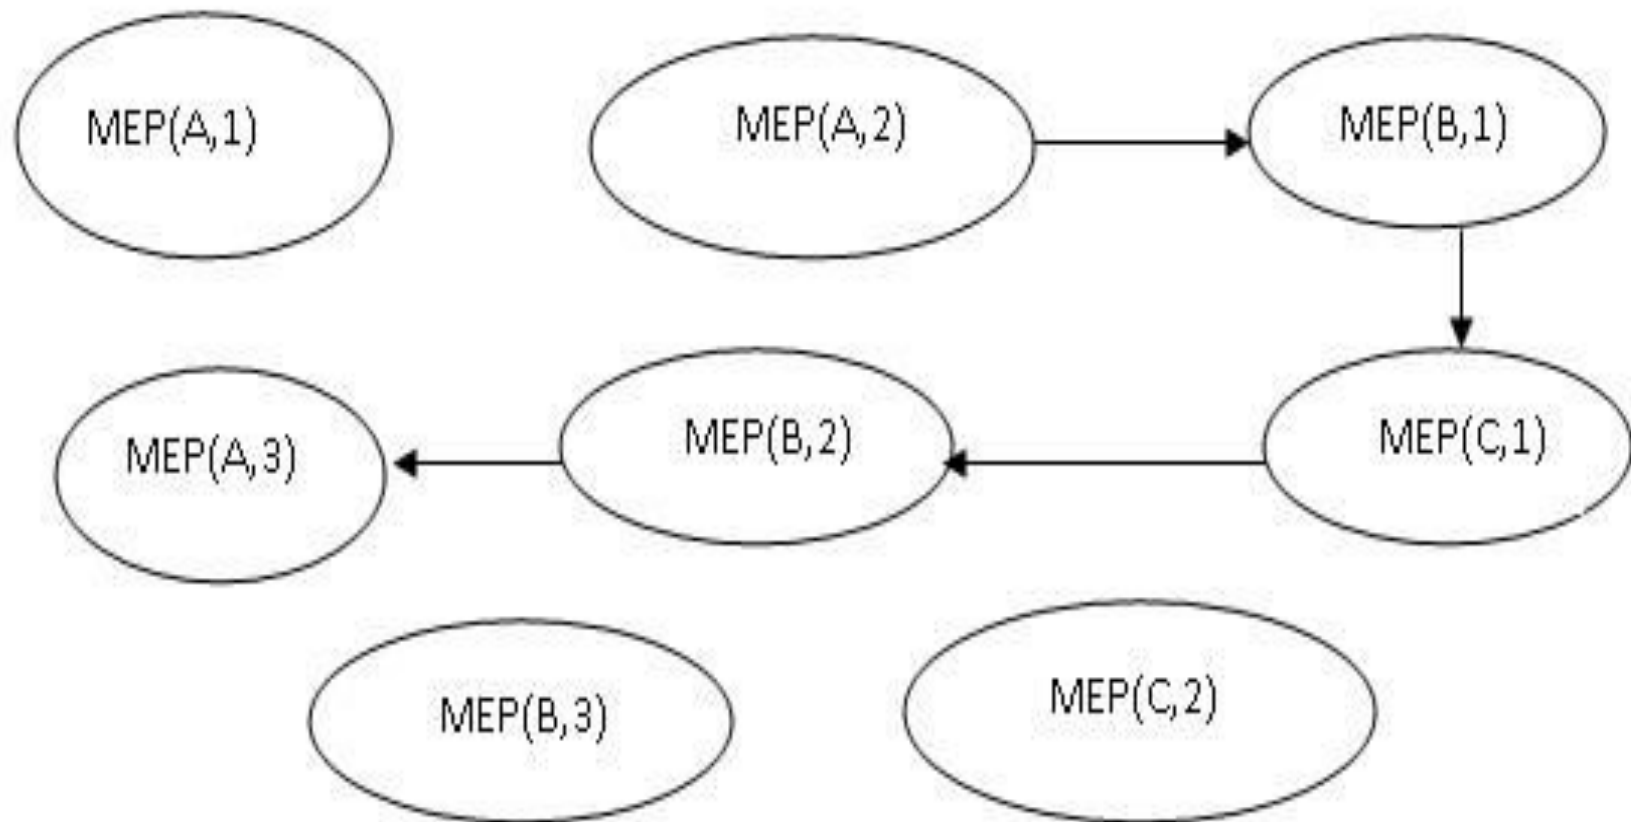 MEP(A,1)
MEP(A,2)
MEP(B,1)
MEP(A,3)
MEP(B,2)
MEP(C,1)
MEP(B,3)
MEP(C,2)